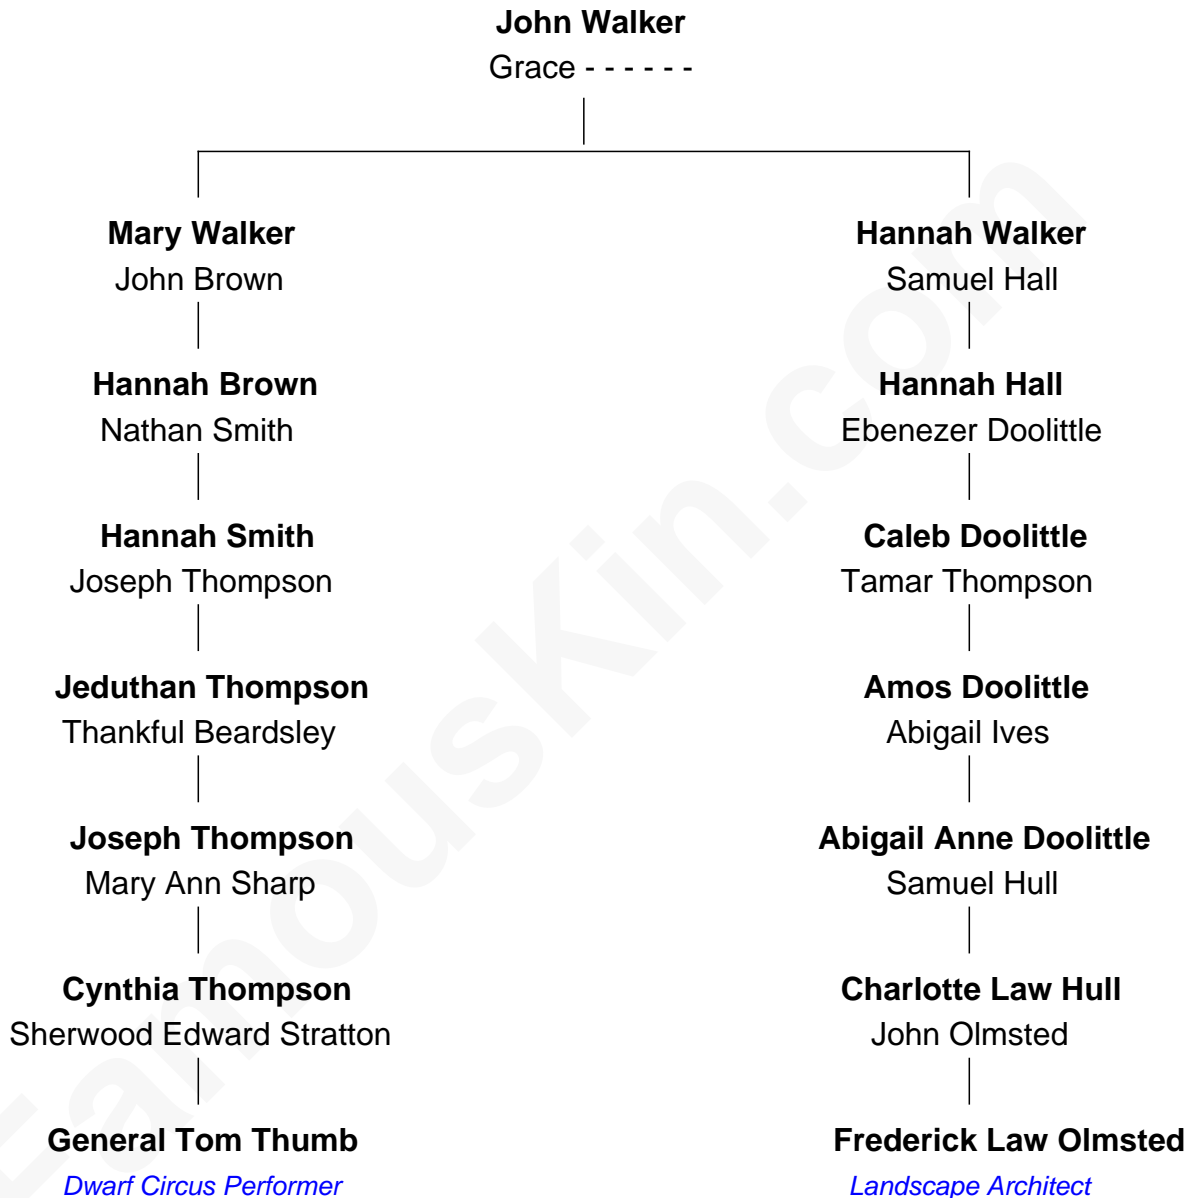 John Walker
Grace - - - - - -
Mary Walker
John Brown
Hannah Walker
Samuel Hall
Hannah Brown
Nathan Smith
Hannah Hall
Ebenezer Doolittle
Hannah Smith
Joseph Thompson
Caleb Doolittle
Tamar Thompson
Jeduthan Thompson
Thankful Beardsley
Amos Doolittle
Abigail Ives
Joseph Thompson
Mary Ann Sharp
Abigail Anne Doolittle
Samuel Hull
Cynthia Thompson
Sherwood Edward Stratton
Charlotte Law Hull
John Olmsted
General Tom Thumb
Dwarf Circus Performer
Frederick Law Olmsted
Landscape Architect
FamousKin.com